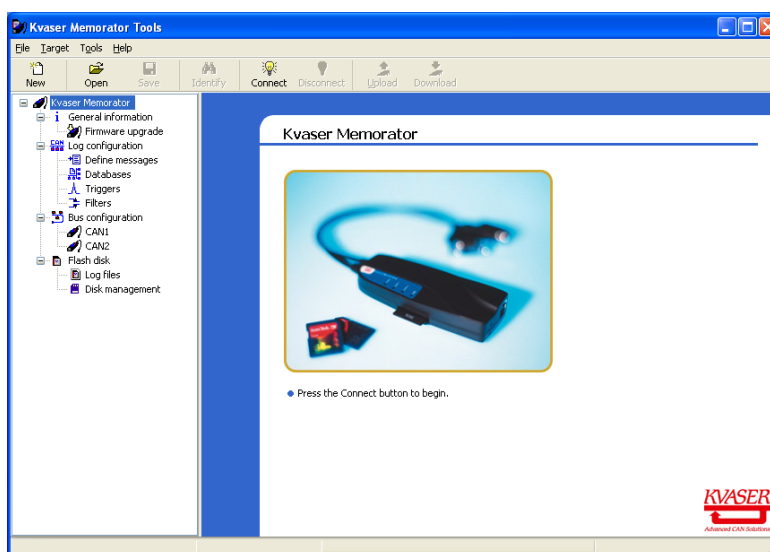 Kvaser Memorator Tools
File Target Tools Help
New Open Save Identify Connect Disconnect Upload Download
Kvaser Memorator
General information
Firmware upgrade
Log configuration
Define messages
Databases
Triggers
Filters
Bus configuration
CAN1
CAN2
Flash disk
Log files
Disk management
Kvaser Memorator
Press the Connect button to begin.
KVASER
Advanced CAN Solutions